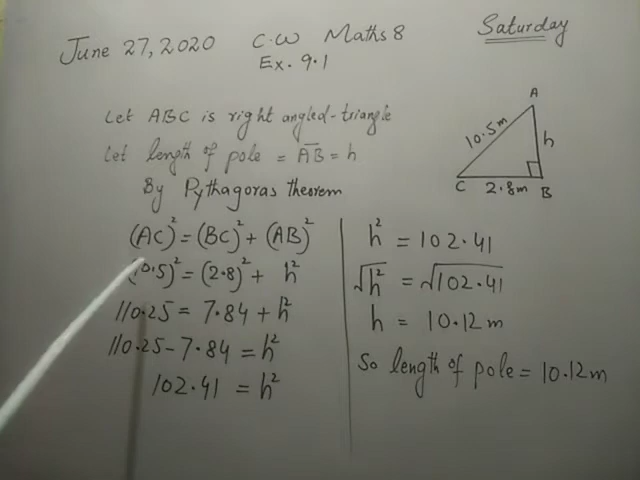 June 27, 2020 C.W Maths 8 Saturday
Ex. 9.1
Let ABC is right angled-triangle
Let length of pole = A̅B̅ = h
By Pythagoras theorem
A
10.5m
h
C 2.8m B
(AC)² = (BC)² + (AB)²
(10.5)² = (2.8)² + h²
110.25 = 7.84 + h²
110.25 - 7.84 = h²
102.41 = h²
h² = 102.41
√h² = √102.41
h = 10.12 m
So length of pole = 10.12m